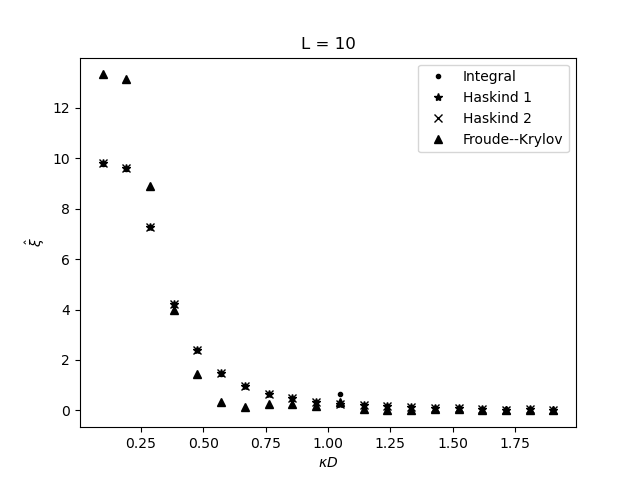 L = 10
Integral
Haskind 1
Haskind 2
Froude--Krylov
12
10
8
6
4
2
0
ξ̂
0.25 0.50 0.75 1.00 1.25 1.50 1.75
κD